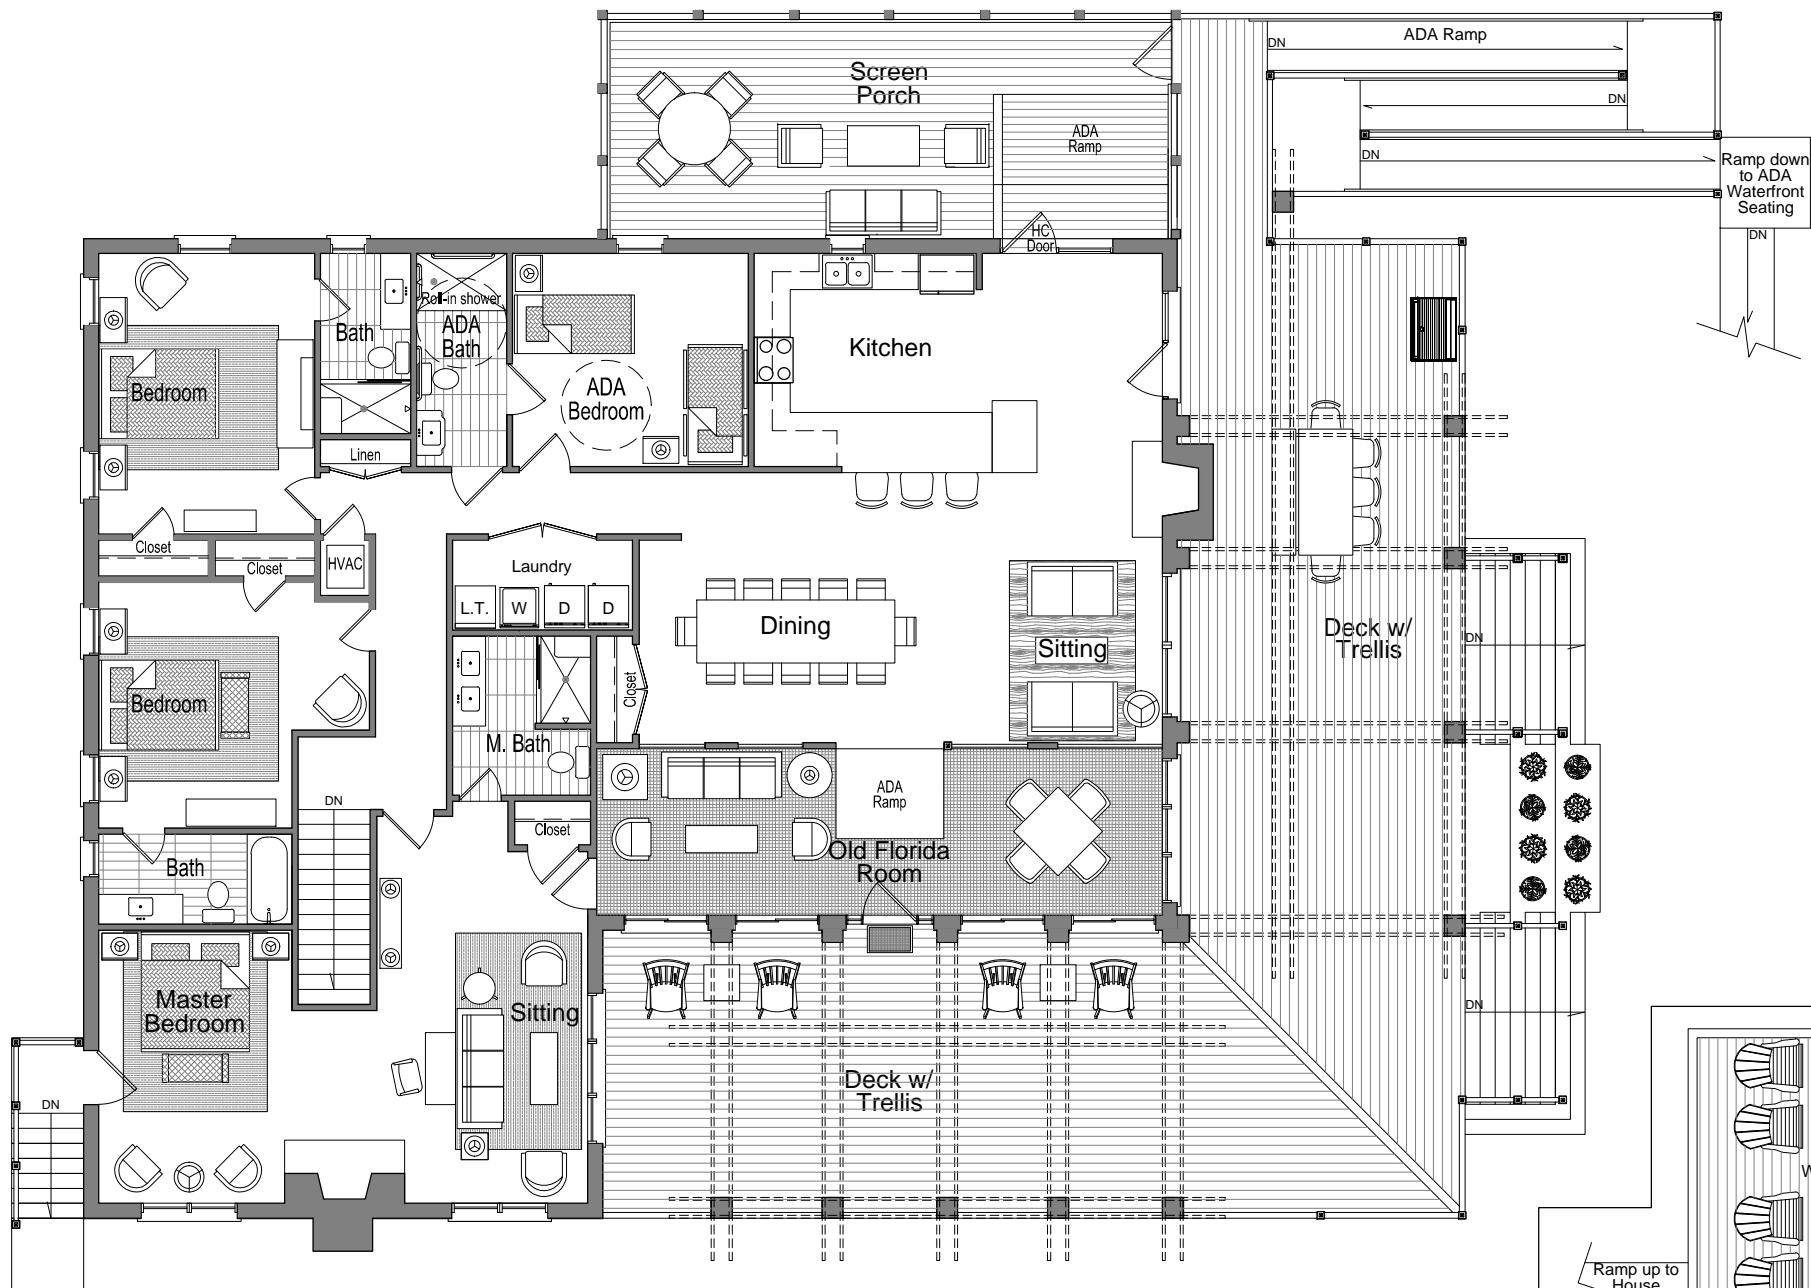 DN
ADA Ramp
Screen
Porch
DN
ADA
Ramp
DN
Ramp down
to ADA
Waterfront
Seating
DN
HC
Door
Roll-in shower
Bath
ADA
Bath
Kitchen
Bedroom
ADA
Bedroom
Linen
Closet
Closet
HVAC
Laundry
L.T.
W
D
D
Dining
Sitting
Deck w/
Trellis
DN
Closet
Bedroom
M. Bath
ADA
Ramp
DN
Closet
Old Florida
Room
Bath
Master
Bedroom
Sitting
DN
Deck w/
Trellis
DN
W
Ramp up to
House